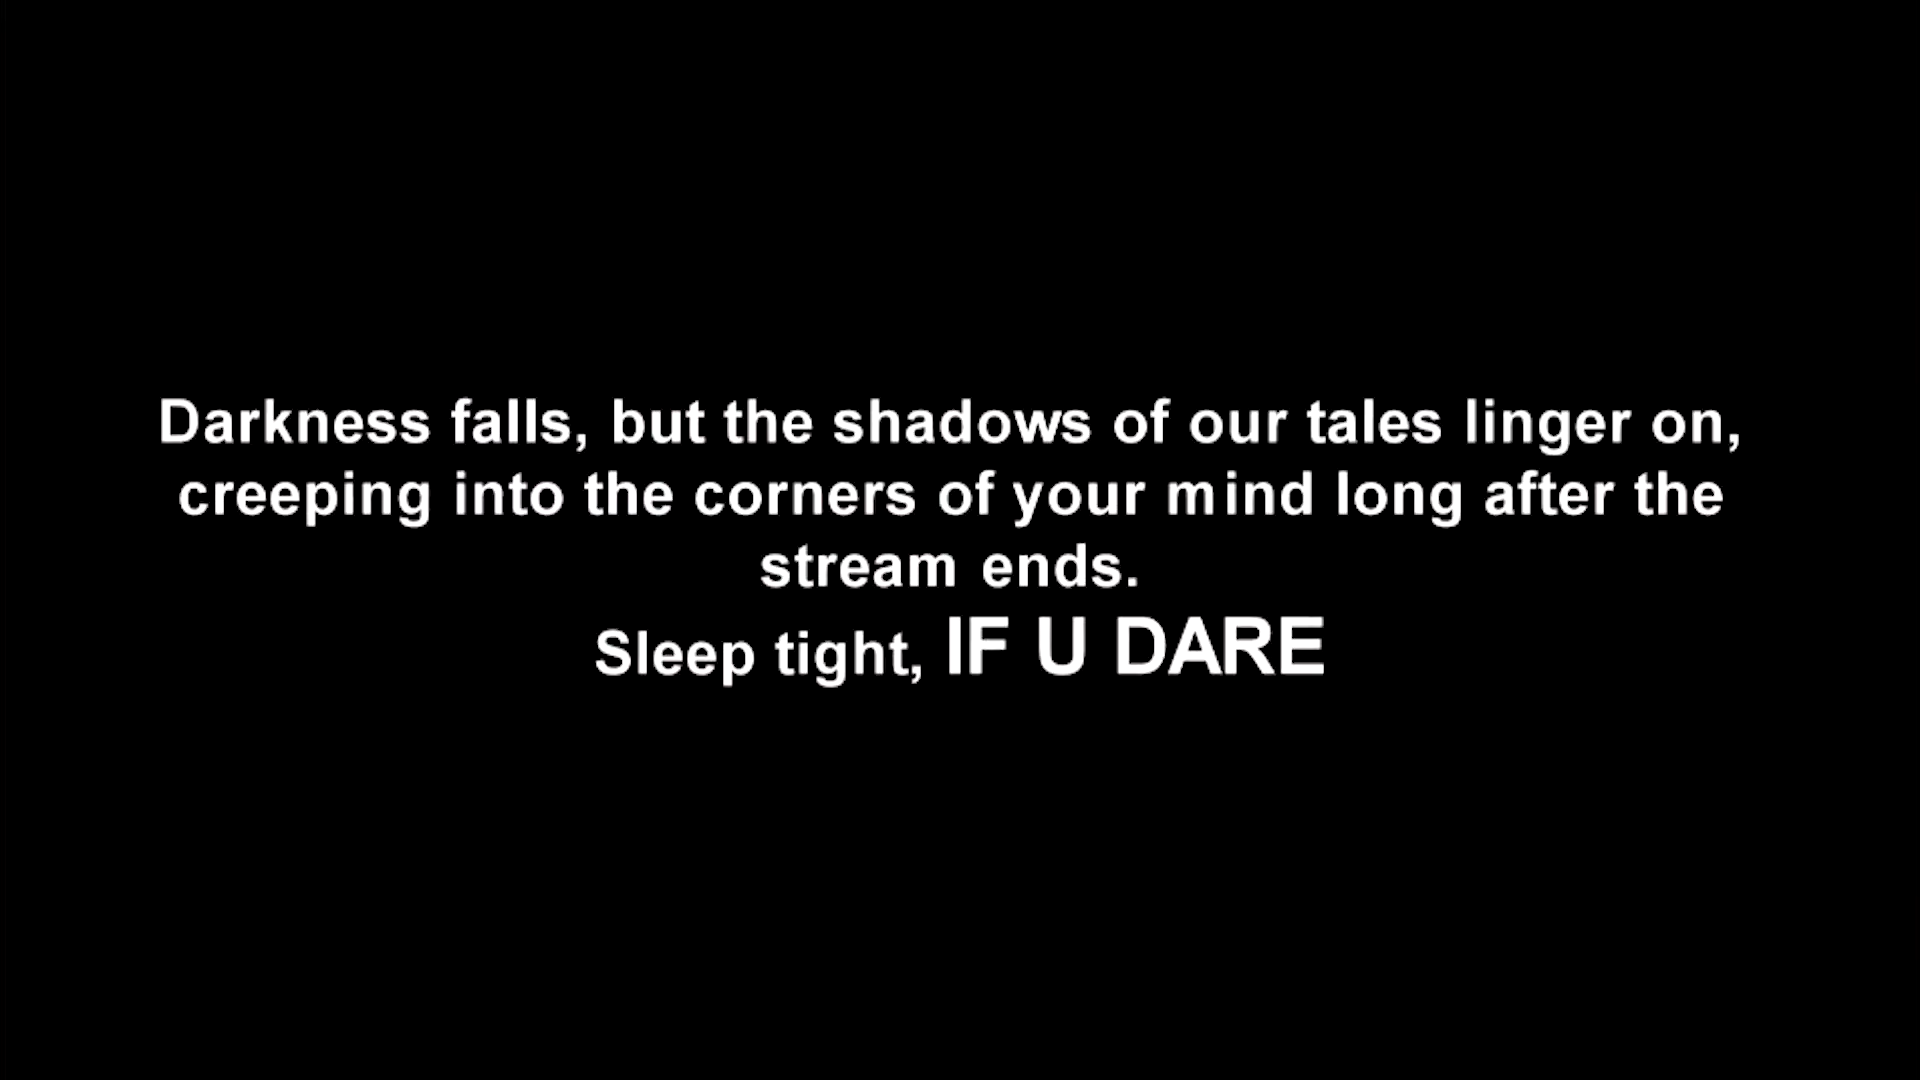 Darkness falls, but the shadows of our tales linger on,
creeping into the corners of your mind long after the
stream ends.
Sleep tight, IF U DARE